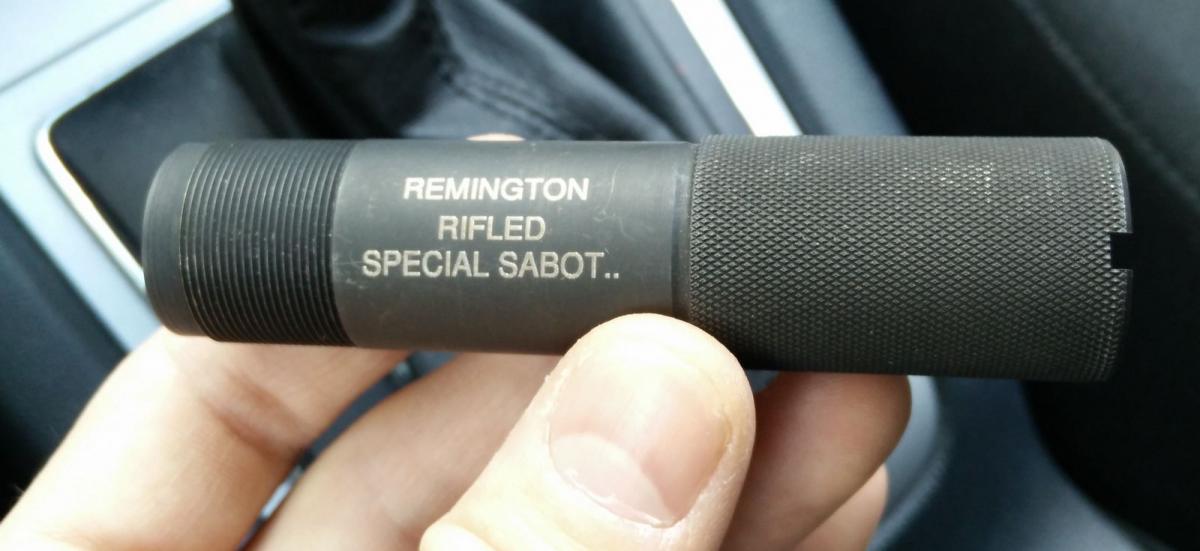 REMINGTON
RIFLED
SPECIAL SABOT..